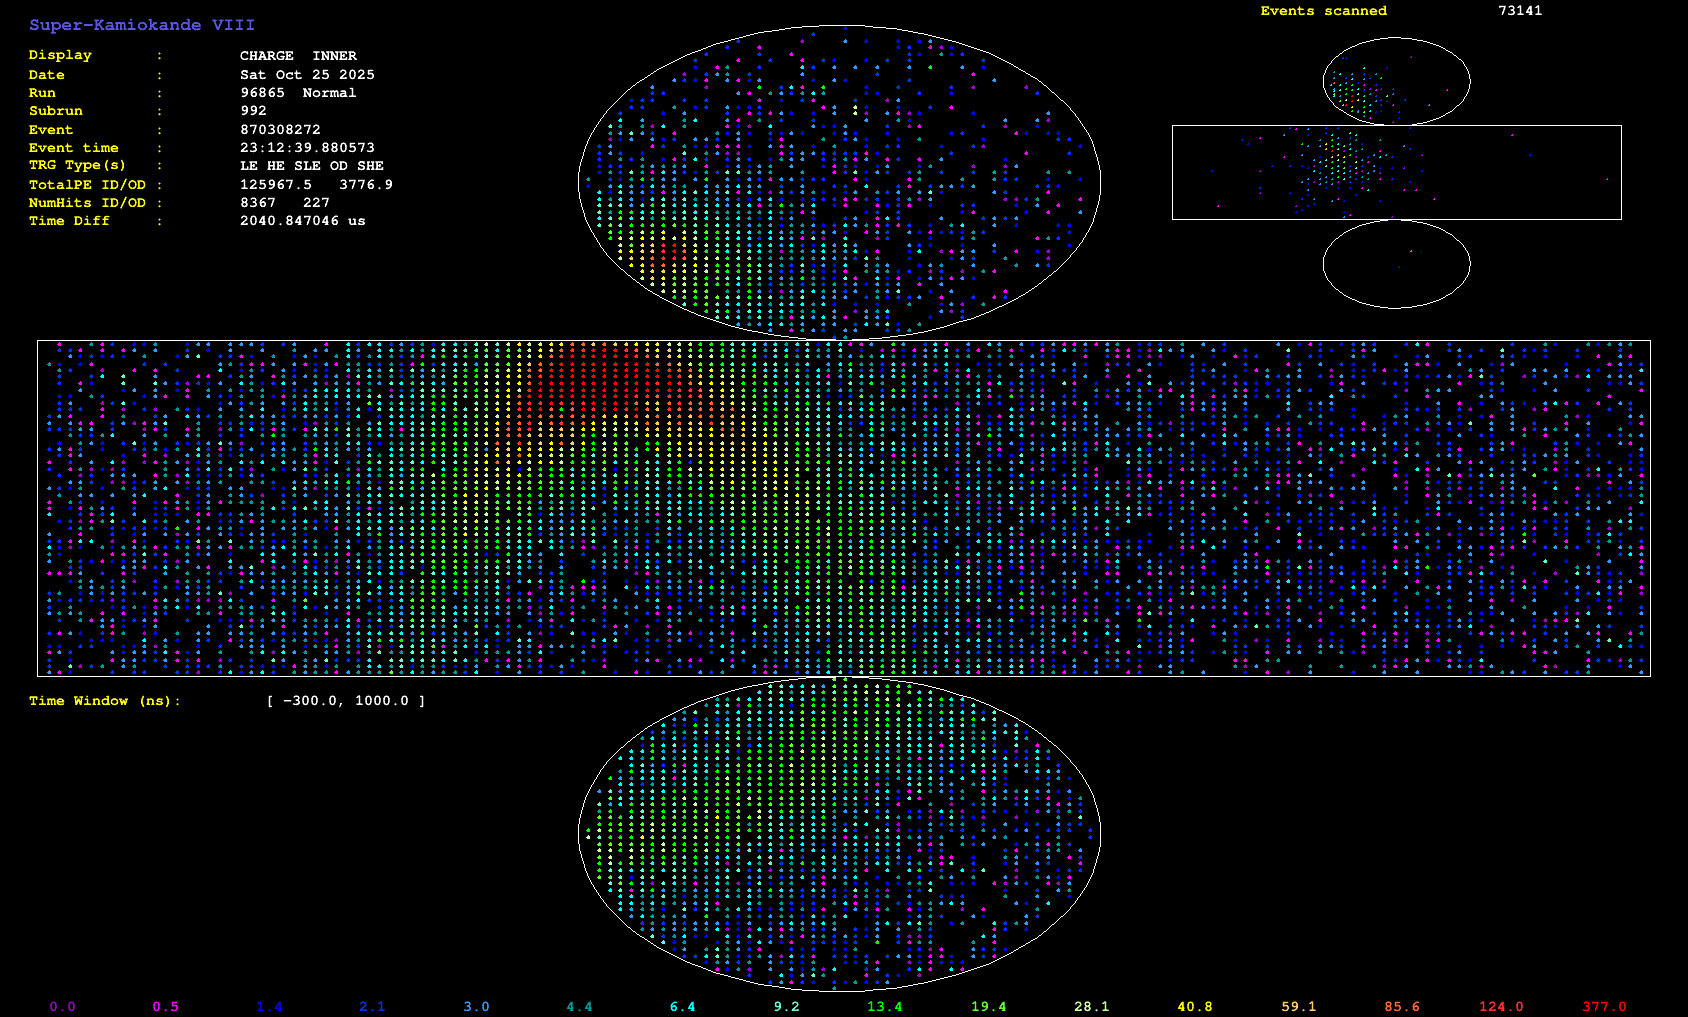 Super-Kamiokande VIII
Events scanned 73141
Display : CHARGE INNER
Date : Sat Oct 25 2025
Run : 96865 Normal
Subrun : 992
Event : 870308272
Event time : 23:12:39.880573
TRG Type(s) : LE HE SLE OD SHE
TotalPE ID/OD : 125967.5 3776.9
NumHits ID/OD : 8367 227
Time Diff : 2040.847046 us
Time Window (ns): [ -300.0, 1000.0 ]
0.0 0.5 1.4 2.1 3.0 4.4 6.4 9.2 13.4 19.4 28.1 40.8 59.1 85.6 124.0 377.0